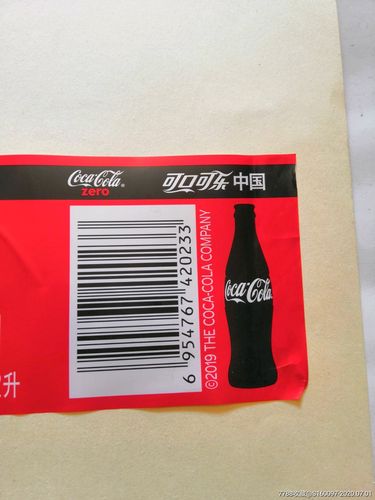 Coca-Cola®
zero
可口可乐 中国
6 954767 420233
©2019 THE COCA-COLA COMPANY
Coca-Cola
升